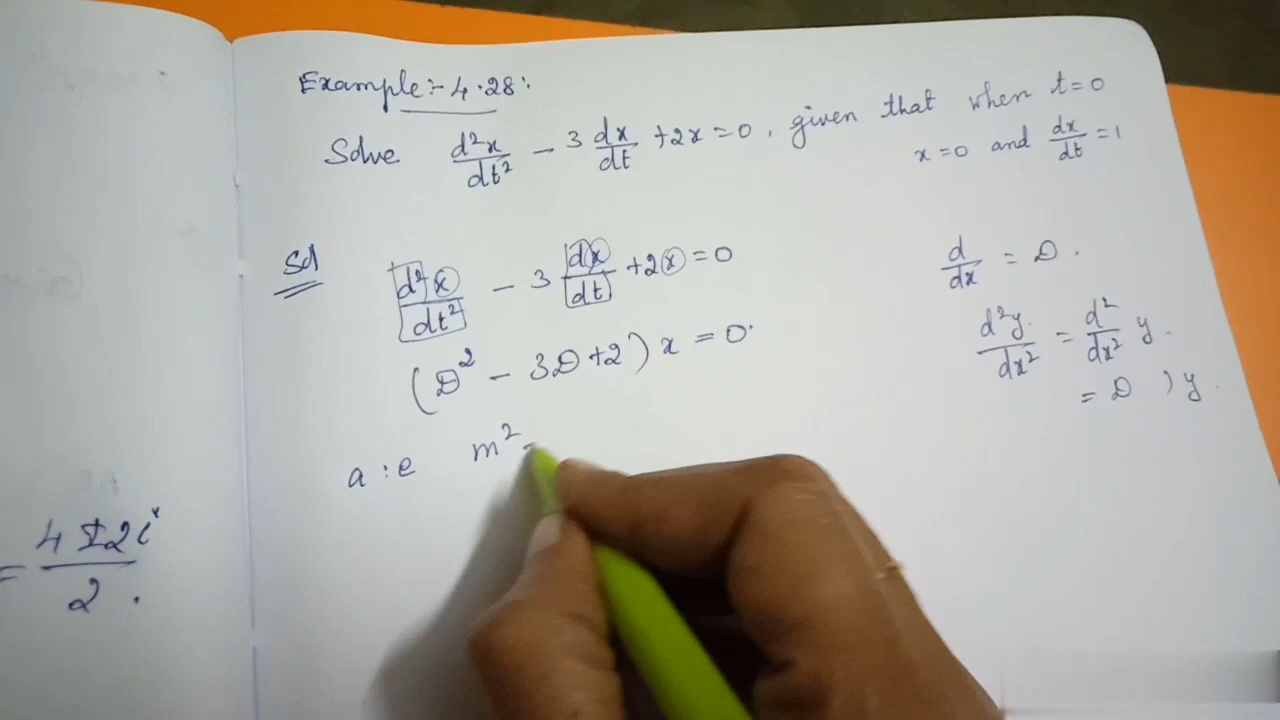 Example:- 4.28:
Solve d²x/dt² - 3 dx/dt + 2x = 0, given that when t=0
x=0 and dx/dt = 1
Sol
d²x/dt² - 3 dx/dt + 2x = 0
(D² - 3D + 2) x = 0.
a:e m² -
d/dx = D.
d²y/dx² = d²/dx² y.
= D ) y.
= 4 ± 2i / 2.